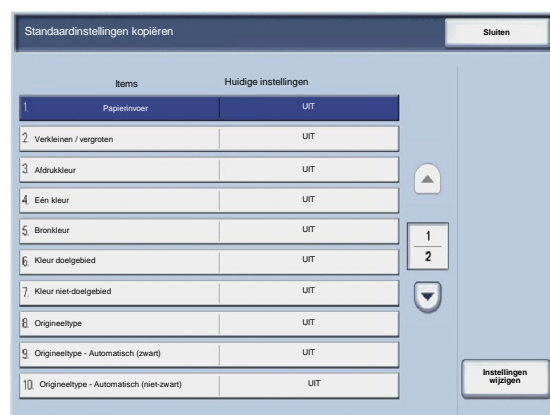 Standaardinstellingen kopiëren
Sluiten
Items Huidige instellingen
1. Papierinvoer UIT
2. Verkleinen / vergroten UIT
3. Afdrukkleur UIT
4. Eén kleur UIT
5. Bronkleur UIT
6. Kleur doelgebied UIT
7. Kleur niet-doelgebied UIT
8. Origineeltype UIT
9. Origineeltype - Automatisch (zwart) UIT
10. Origineeltype - Automatisch (niet-zwart) UIT
1
2
Instellingen
wijzigen